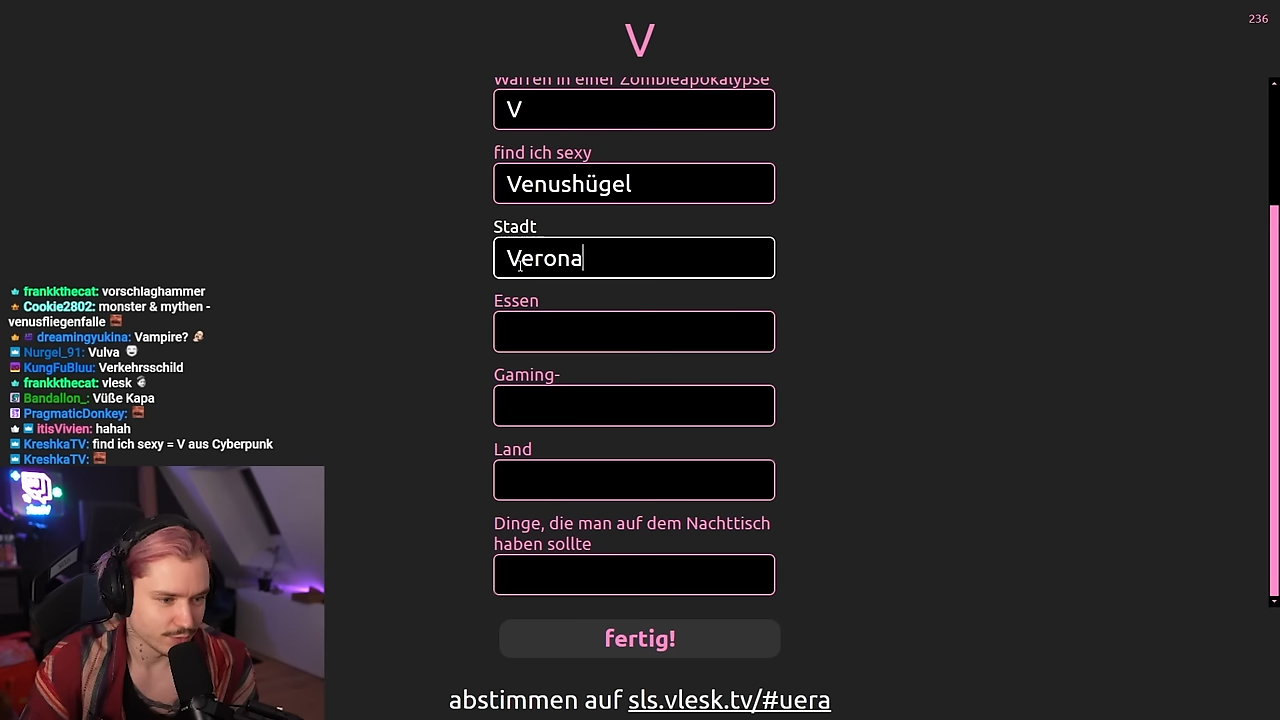 236
V
Waffen in einer Zombieapokalypse
V
find ich sexy
Venushügel
Stadt
Verona
Essen
Gaming-
Land
Dinge, die man auf dem Nachttisch
haben sollte
fertig!
abstimmen auf sls.vlesk.tv/#uera
frankkthecat: vorschlaghammer
Cookie2802: monster & mythen -
venusfliegenfalle
dreamingyukina: Vampire?
Nurgel_91: Vulva
KungFuBluu: Verkehrsschild
frankkthecat: vlesk
Bandallon_: Vüße Kapa
PragmaticDonkey:
itisVivien: hahah
KreshkaTV: find ich sexy = V aus Cyberpunk
KreshkaTV: